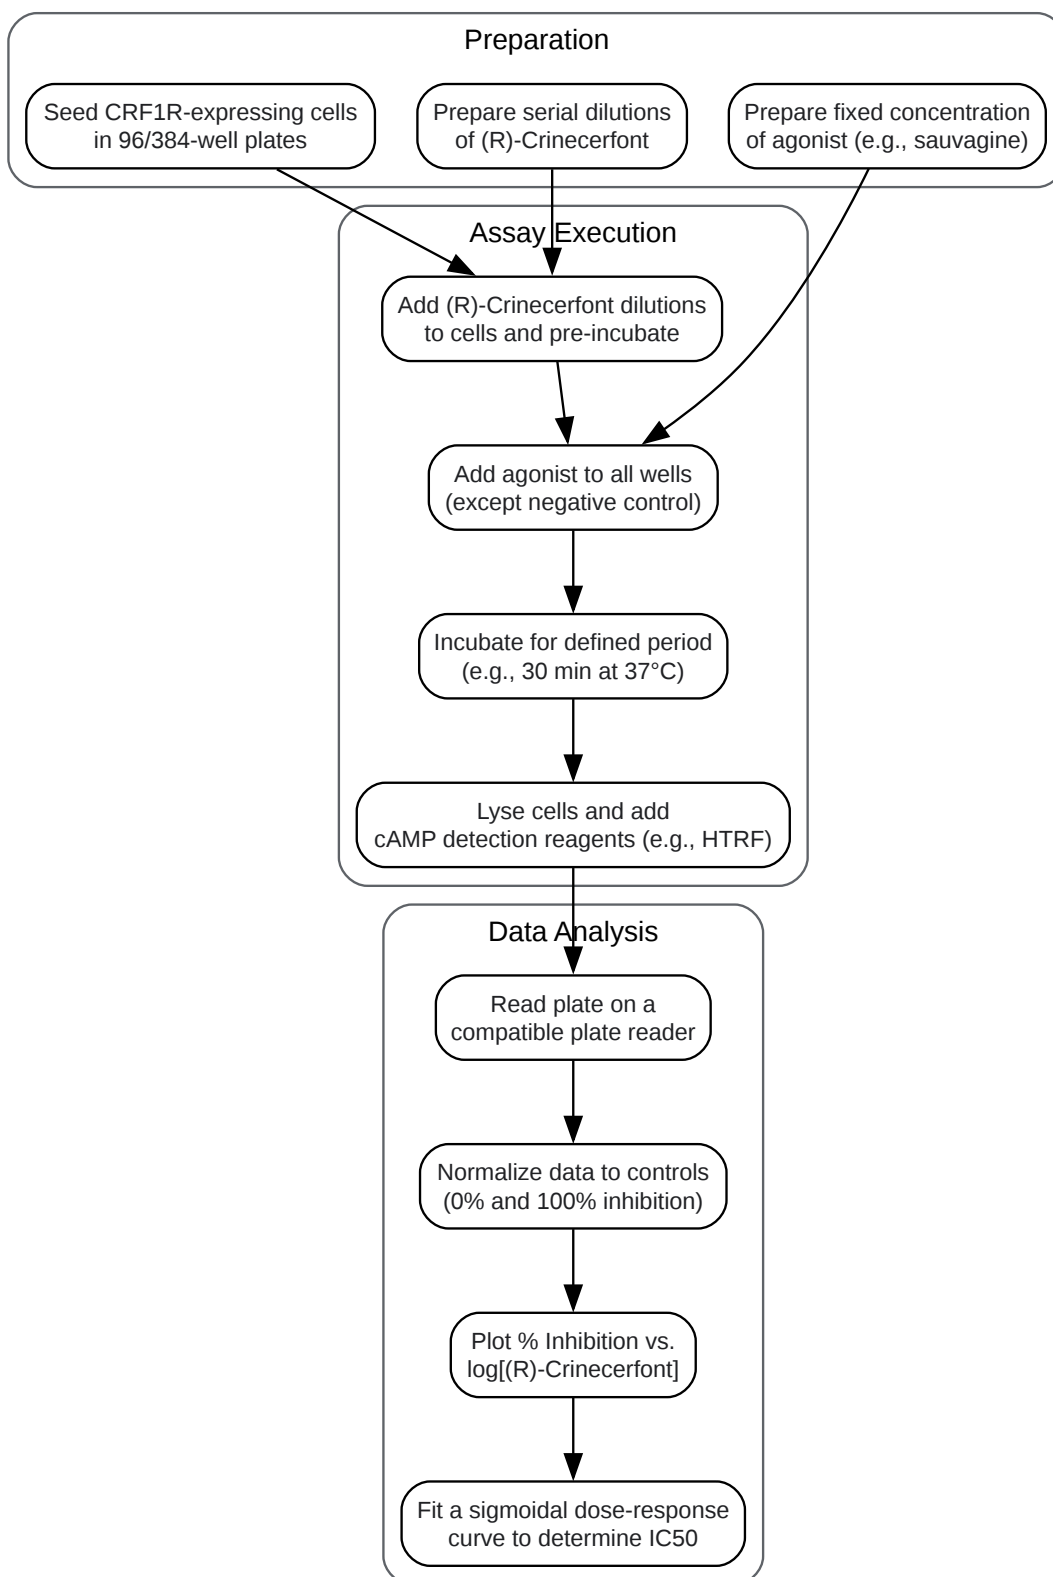 Preparation
Seed CRF1R-expressing cells
in 96/384-well plates
Prepare serial dilutions
of (R)-Crinecerfont
Prepare fixed concentration
of agonist (e.g., sauvagine)
Assay Execution
Add (R)-Crinecerfont dilutions
to cells and pre-incubate
Add agonist to all wells
(except negative control)
Incubate for defined period
(e.g., 30 min at 37°C)
Lyse cells and add
cAMP detection reagents (e.g., HTRF)
Data Analysis
Read plate on a
compatible plate reader
Normalize data to controls
(0% and 100% inhibition)
Plot % Inhibition vs.
log[(R)-Crinecerfont]
Fit a sigmoidal dose-response
curve to determine IC50